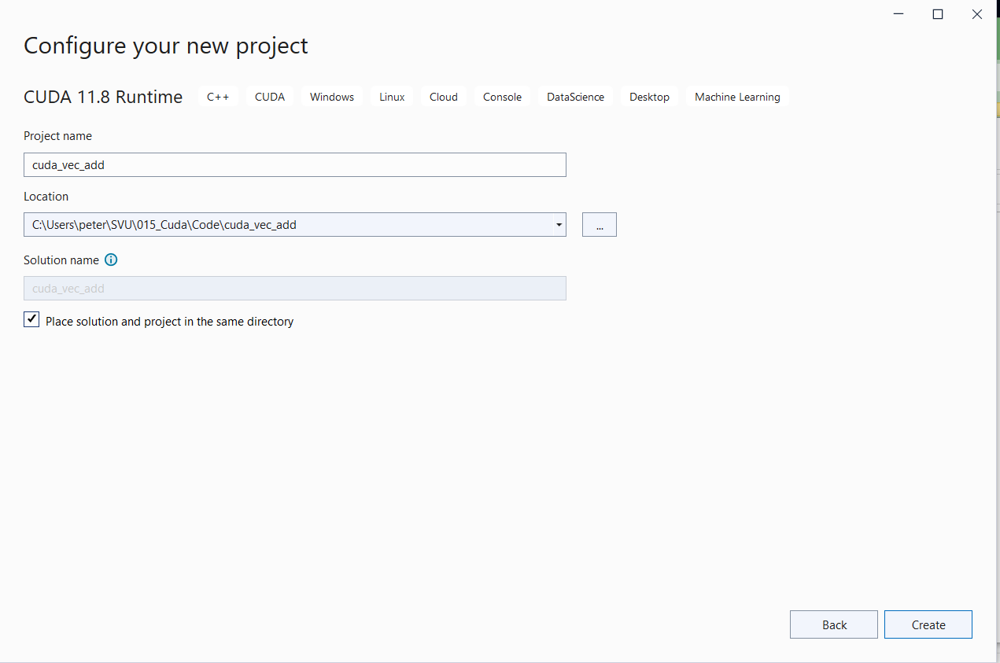 Configure your new project
CUDA 11.8 Runtime C++ CUDA Windows Linux Cloud Console DataScience Desktop Machine Learning
Project name
cuda_vec_add
Location
C:\Users\peter\SVU\015_Cuda\Code\cuda_vec_add
...
Solution name
cuda_vec_add
Place solution and project in the same directory
Back Create